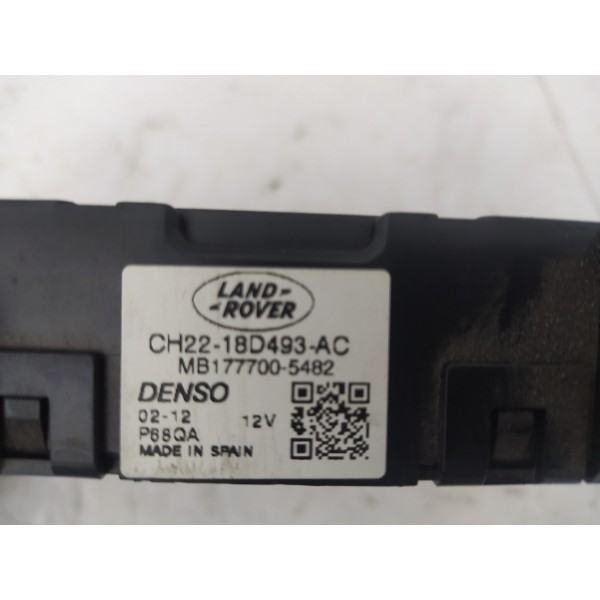 LAND-
-ROVER
CH22-18D493-AC
MB177700-5482
DENSO
02-12 12V
P68QA
MADE IN SPAIN